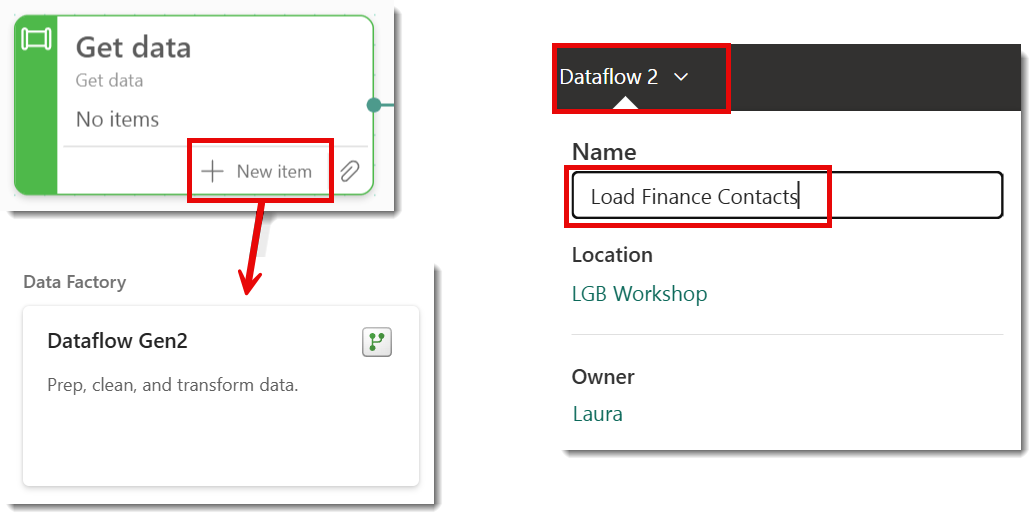 Get data
Get data
No items
New item
Data Factory
Dataflow Gen2
Prep, clean, and transform data.
Dataflow 2
Name
Load Finance Contacts
Location
LGB Workshop
Owner
Laura